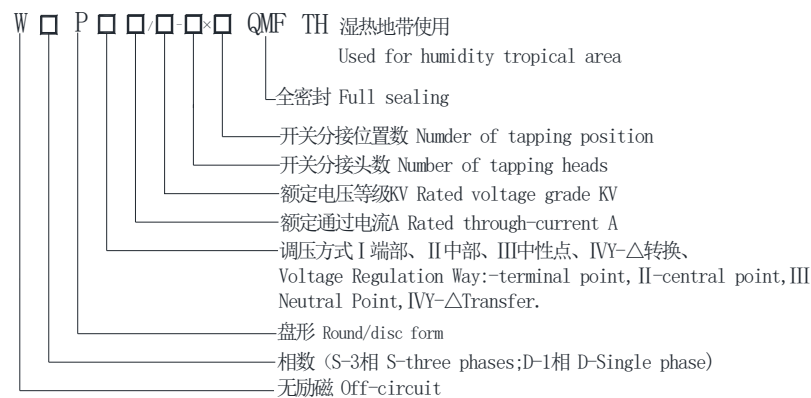 W □ P □ □/□-□×□ QMF TH 湿热地带使用
Used for humidity tropical area
全密封 Full sealing
开关分接位置数 Numder of tapping position
开关分接头数 Number of tapping heads
额定电压等级KV Rated voltage grade KV
额定通过电流A Rated through-current A
调压方式Ⅰ端部、Ⅱ中部、Ⅲ中性点、ⅣY-△转换、
Voltage Regulation Way:-terminal point,Ⅱ-central point,Ⅲ
Neutral Point,ⅣY-△Transfer.
盘形 Round/disc form
相数（S-3相 S-three phases;D-1相 D-Single phase)
无励磁 Off-circuit